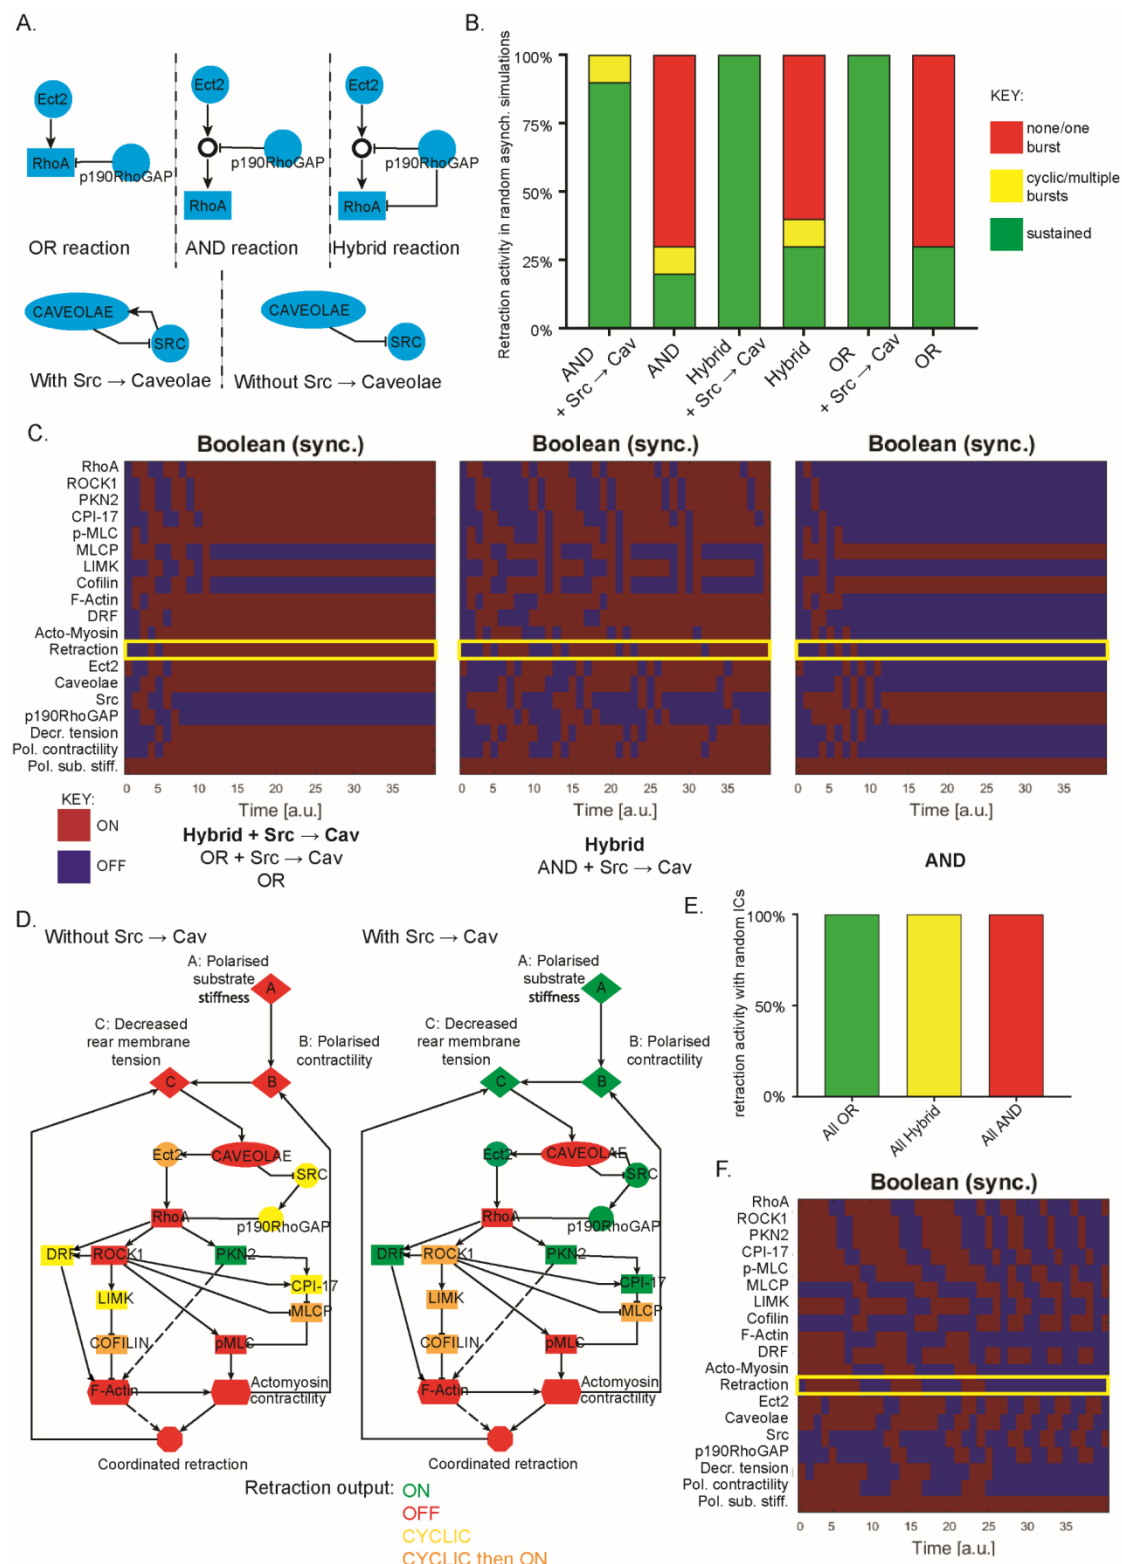 A.
Ect2
RhoA
p190RhoGAP
OR reaction
Ect2
p190RhoGAP
RhoA
AND reaction
Ect2
p190RhoGAP
RhoA
Hybrid reaction
CAVEOLAE
SRC
With Src → Caveolae
CAVEOLAE
SRC
Without Src → Caveolae
B.
Retraction activity in random asynch. simulations
100%
75%
50%
25%
0%
AND
+ Src → Cav
AND
Hybrid
+ Src → Cav
Hybrid
OR
+ Src → Cav
OR
KEY:
none/one
burst
cyclic/multiple
bursts
sustained
C.
Boolean (sync.)
Boolean (sync.)
Boolean (sync.)
RhoA
ROCK1
PKN2
CPI-17
p-MLC
MLCP
LIMK
Cofilin
F-Actin
DRF
Acto-Myosin
Retraction
Ect2
Caveolae
Src
p190RhoGAP
Decr. tension
Pol. contractility
Pol. sub. stiff.
0 5 10 15 20 25 30 35
0 5 10 15 20 25 30 35
0 5 10 15 20 25 30 35
Time [a.u.]
Time [a.u.]
Time [a.u.]
KEY:
ON
OFF
Hybrid + Src → Cav
OR + Src → Cav
OR
Hybrid
AND + Src → Cav
AND
D.
Without Src → Cav
A: Polarised
substrate
stiffness
A
C: Decreased
rear membrane
tension
B: Polarised
contractility
C
B
Ect2
CAVEOLAE
SRC
RhoA
p190RhoGAP
DRF
ROCK1
PKN2
CPI-17
LIMK
MLCP
COFILIN
pMLC
F-Actin
Actomyosin
contractility
Coordinated retraction
With Src → Cav
A: Polarised
substrate
stiffness
A
C: Decreased
rear membrane
tension
B: Polarised
contractility
C
B
Ect2
CAVEOLAE
SRC
RhoA
p190RhoGAP
DRF
ROCK1
PKN2
CPI-17
LIMK
MLCP
COFILIN
pMLC
F-Actin
Actomyosin
contractility
Coordinated retraction
Retraction output:
ON
OFF
CYCLIC
CYCLIC then ON
E.
retraction activity with random ICs
100%
50%
0%
All OR
All Hybrid
All AND
F.
Boolean (sync.)
RhoA
ROCK1
PKN2
CPI-17
p-MLC
MLCP
LIMK
Cofilin
F-Actin
DRF
Acto-Myosin
Retraction
Ect2
Caveolae
Src
p190RhoGAP
Decr. tension
Pol. contractility
Pol. sub. stiff.
0 5 10 15 20 25 30 35
Time [a.u.]